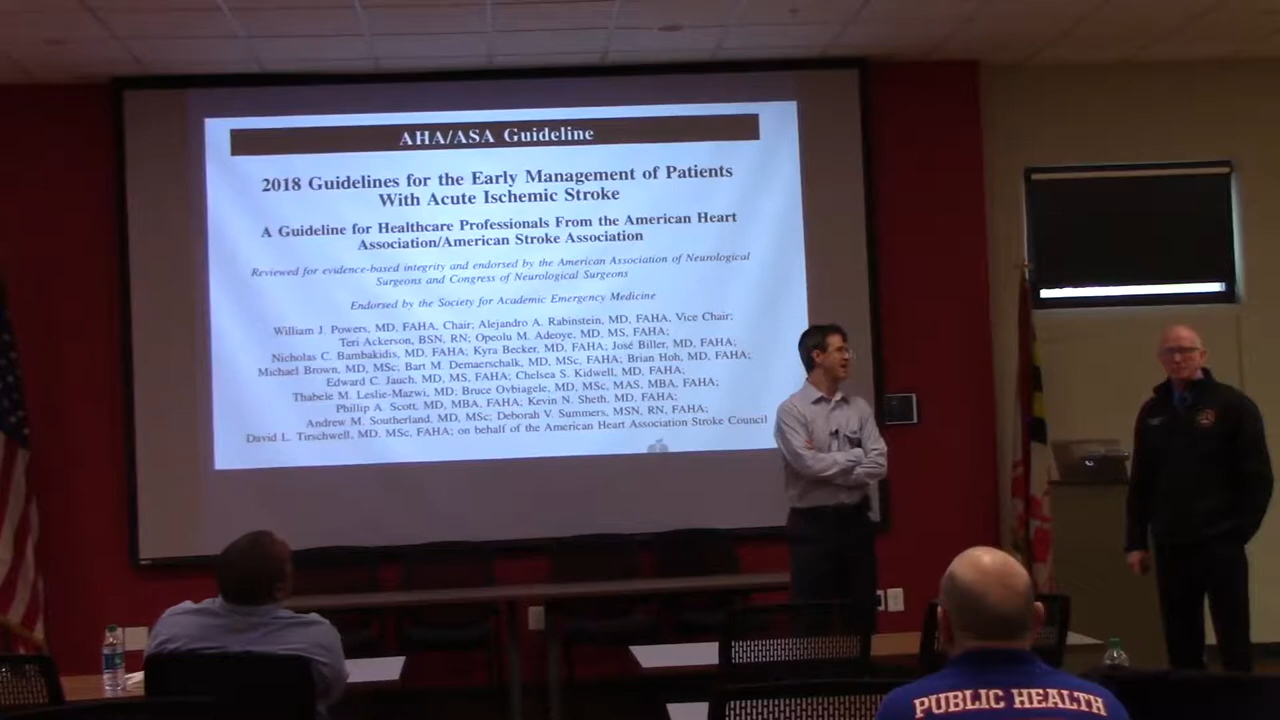 AHA/ASA Guideline
2018 Guidelines for the Early Management of Patients
With Acute Ischemic Stroke
A Guideline for Healthcare Professionals From the American Heart
Association/American Stroke Association
Reviewed for evidence-based integrity and endorsed by the American Association of Neurological
Surgeons and Congress of Neurological Surgeons
Endorsed by the Society for Academic Emergency Medicine
William J. Powers, MD, FAHA, Chair; Alejandro A. Rabinstein, MD, FAHA, Vice Chair;
Teri Ackerson, BSN, RN; Opeolu M. Adeoye, MD, MS, FAHA;
Nicholas C. Bambakidis, MD, FAHA; Kyra Becker, MD, FAHA; José Biller, MD, FAHA;
Michael Brown, MD, MSc; Bart M. Demaerschalk, MD, MSc, FAHA; Brian Hoh, MD, FAHA;
Edward C. Jauch, MD, MS, FAHA; Chelsea S. Kidwell, MD, FAHA;
Thabele M. Leslie-Mazwi, MD; Bruce Ovbiagele, MD, MSc, MAS, MBA, FAHA;
Phillip A. Scott, MD, MBA, FAHA; Kevin N. Sheth, MD, FAHA;
Andrew M. Southerland, MD, MSc; Deborah V. Summers, MSN, RN, FAHA;
David L. Tirschwell, MD, MSc, FAHA; on behalf of the American Heart Association Stroke Council
PUBLIC HEALTH